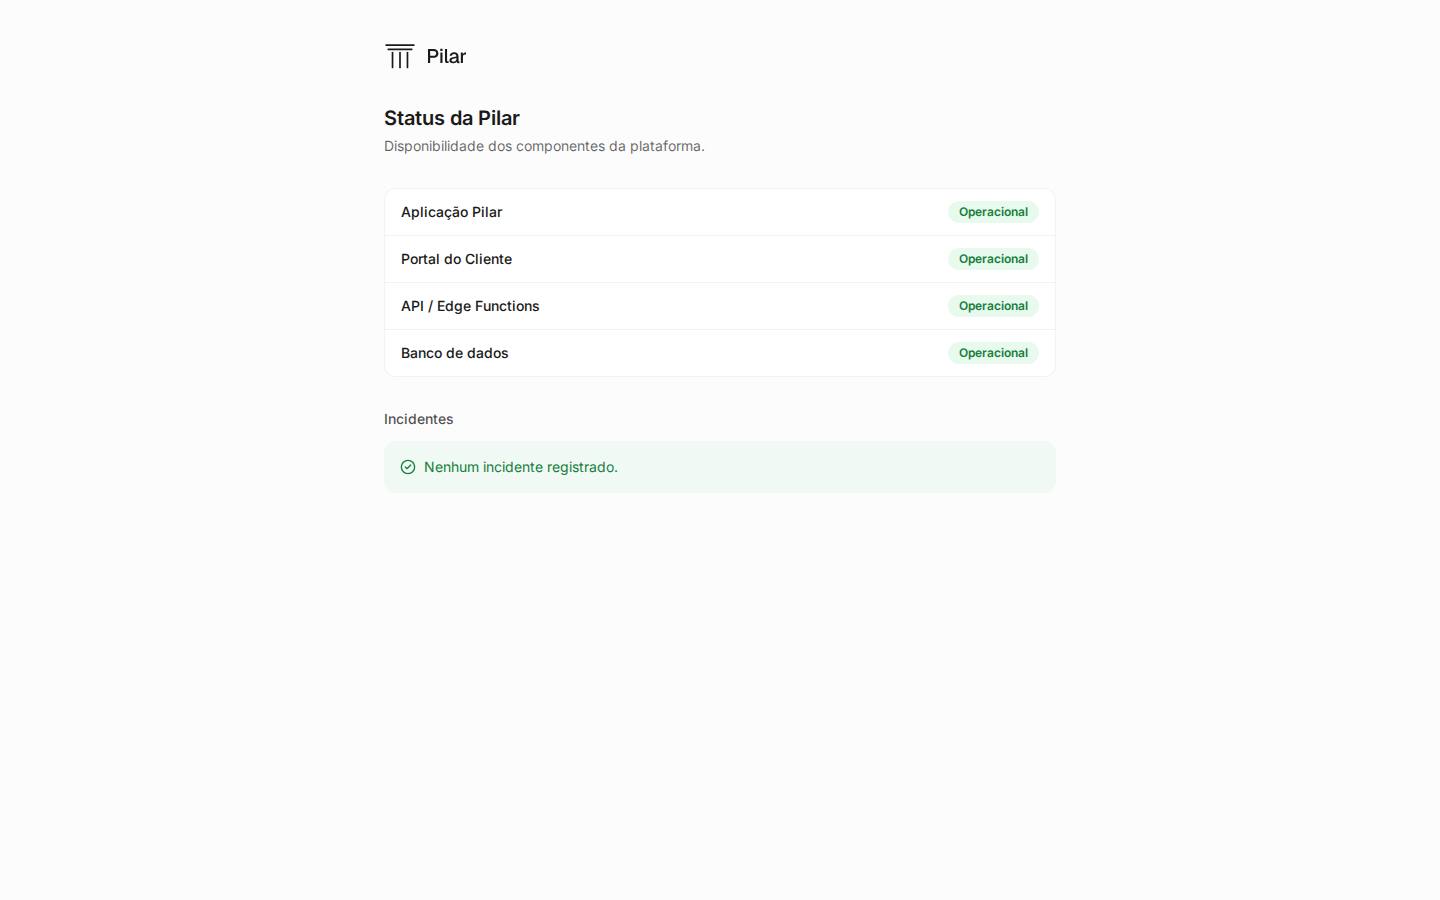 Pilar
Status da Pilar
Disponibilidade dos componentes da plataforma.
Aplicação Pilar Operacional
Portal do Cliente Operacional
API / Edge Functions Operacional
Banco de dados Operacional
Incidentes
Nenhum incidente registrado.